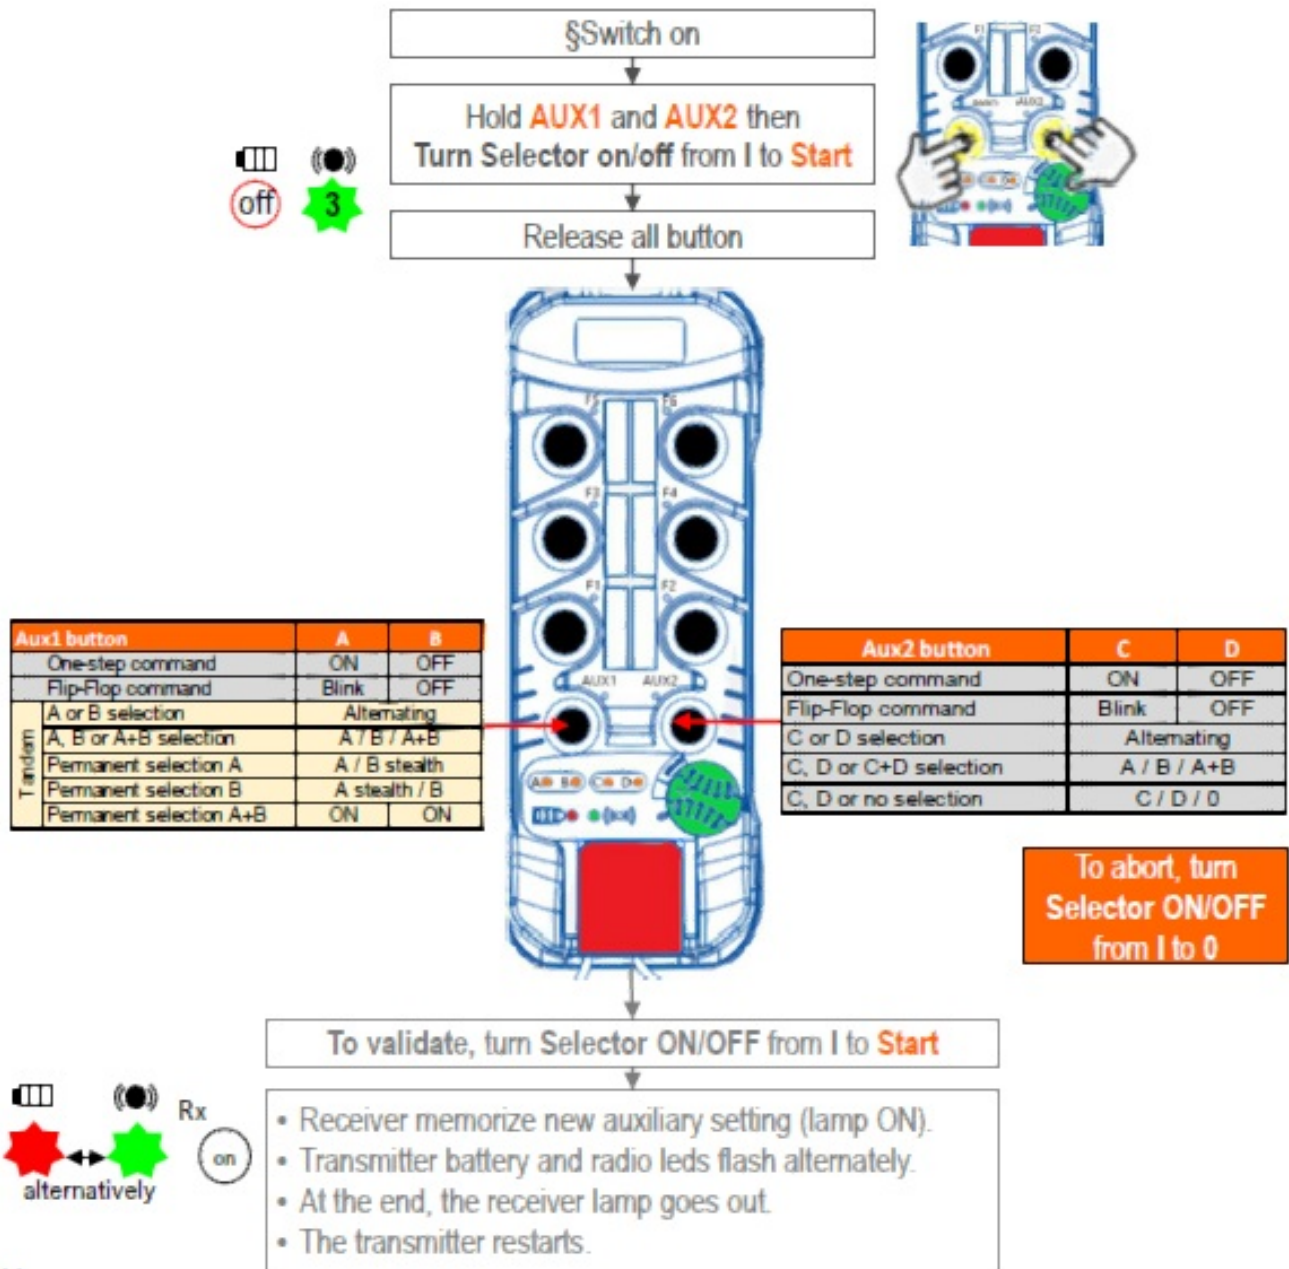 §Switch on
Hold AUX1 and AUX2 then
Turn Selector on/off from I to Start
off 3
Release all button
F1 F2
AUX1 AUX2
F5 F6
F3 F4
F1 F2
AUX1 AUX2
A B C D
Aux1 button A B
One-step command ON OFF
Flip-Flop command Blink OFF
Tandem
A or B selection Alternating
A, B or A+B selection A / B / A+B
Permanent selection A A / B stealth
Permanent selection B A stealth / B
Permanent selection A+B ON ON
Aux2 button C D
One-step command ON OFF
Flip-Flop command Blink OFF
C or D selection Alternating
C, D or C+D selection A / B / A+B
C, D or no selection C / D / 0
To abort, turn
Selector ON/OFF
from I to 0
To validate, turn Selector ON/OFF from I to Start
Rx
on
alternatively
• Receiver memorize new auxiliary setting (lamp ON).
• Transmitter battery and radio leds flash alternately.
• At the end, the receiver lamp goes out.
• The transmitter restarts.